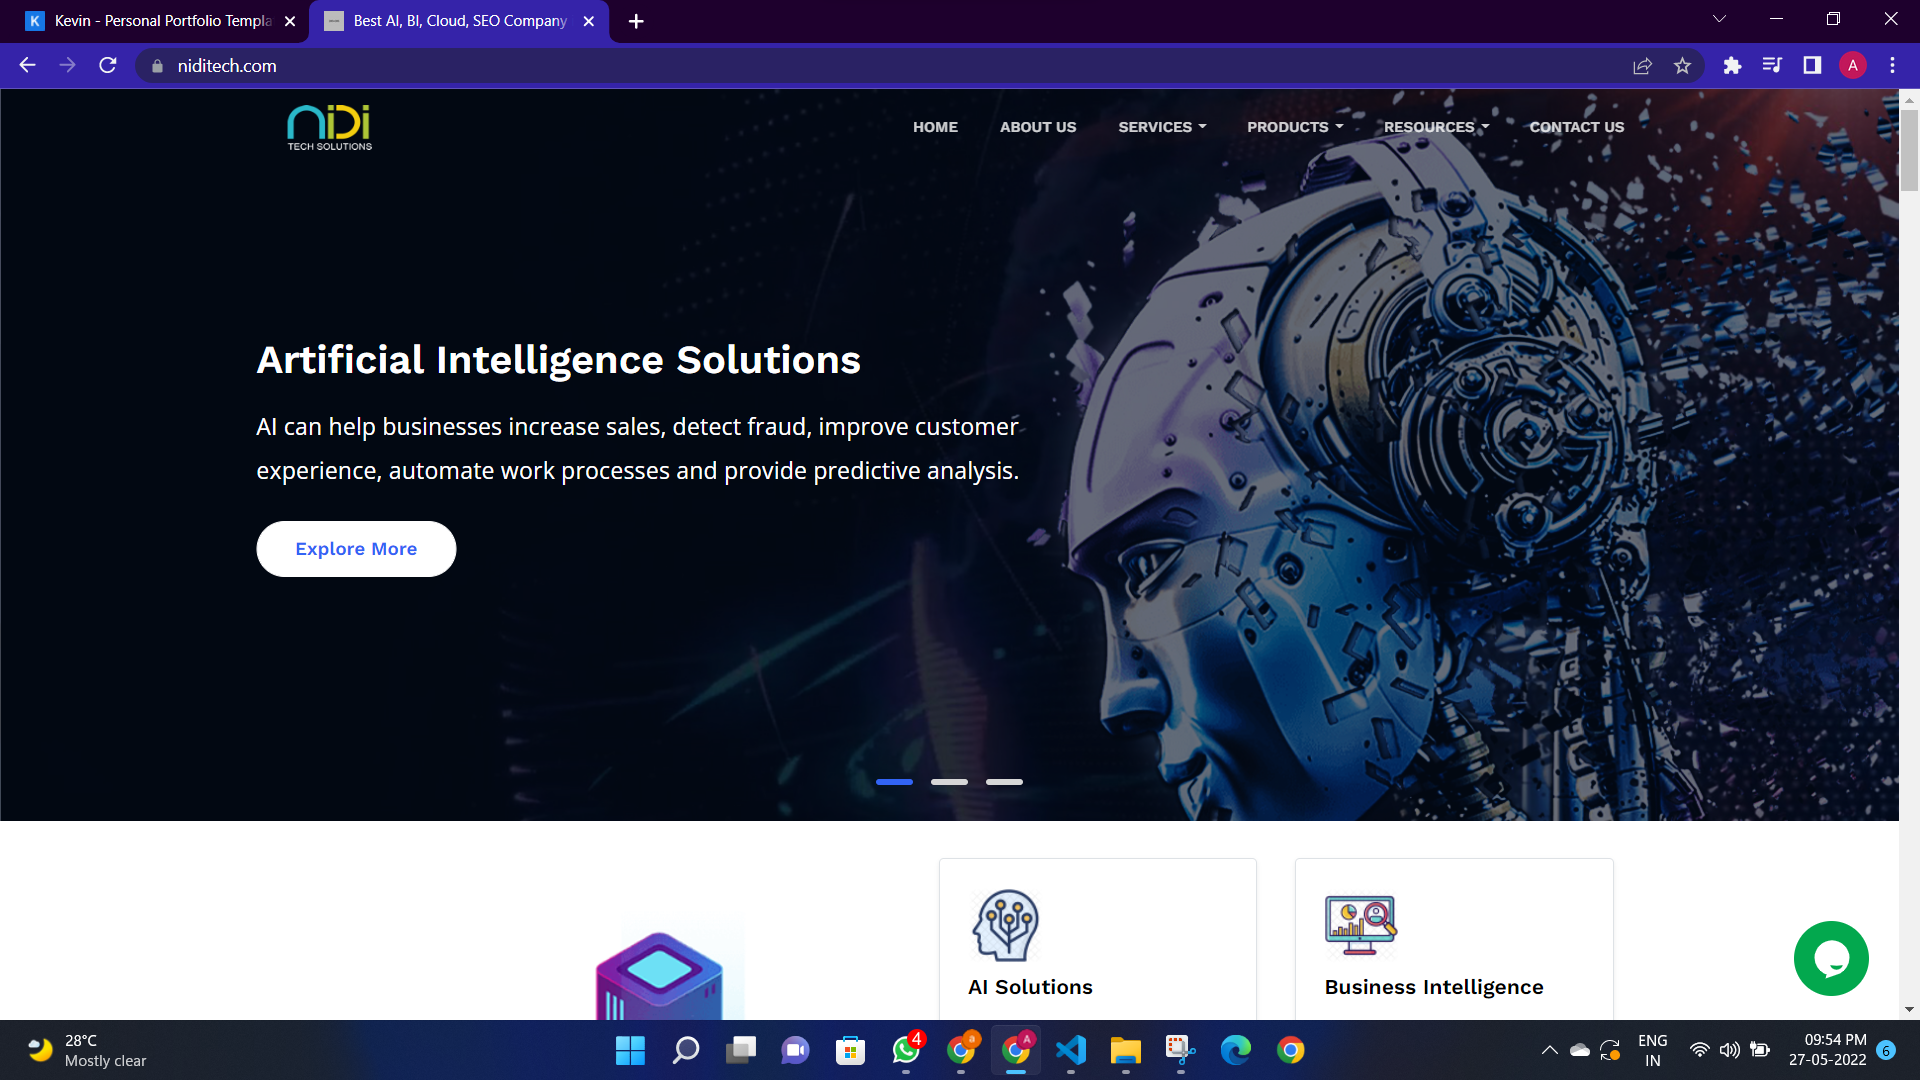 Kevin - Personal Portfolio Templa
Best AI, BI, Cloud, SEO Company
niditech.com
A
NiDi
TECH SOLUTIONS
HOME
ABOUT US
SERVICES
PRODUCTS
RESOURCES
CONTACT US
Artificial Intelligence Solutions
AI can help businesses increase sales, detect fraud, improve customer
experience, automate work processes and provide predictive analysis.
Explore More
AI Solutions
Business Intelligence
28°C
Mostly clear
4
a
A
ENG
IN
09:54 PM
27-05-2022
6